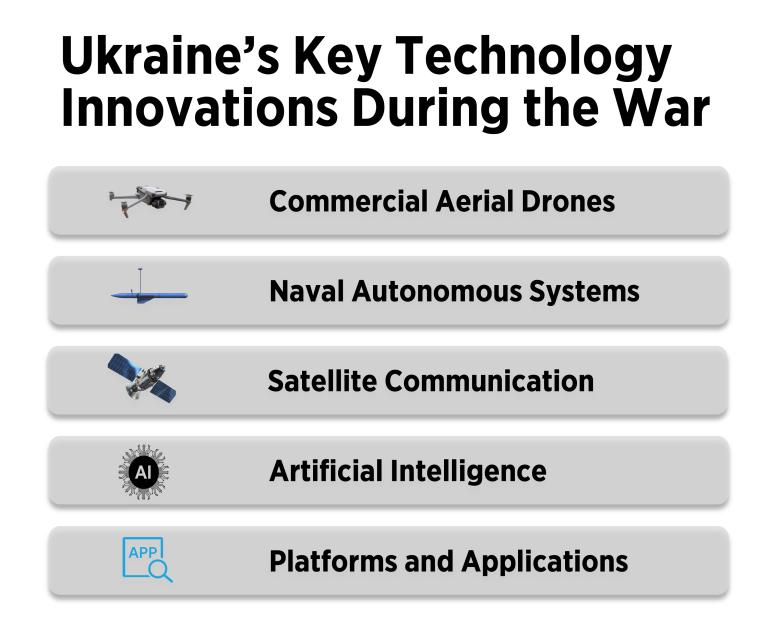 Ukraine’s Key Technology
Innovations During the War
Commercial Aerial Drones
Naval Autonomous Systems
Satellite Communication
AI
Artificial Intelligence
APP
Platforms and Applications